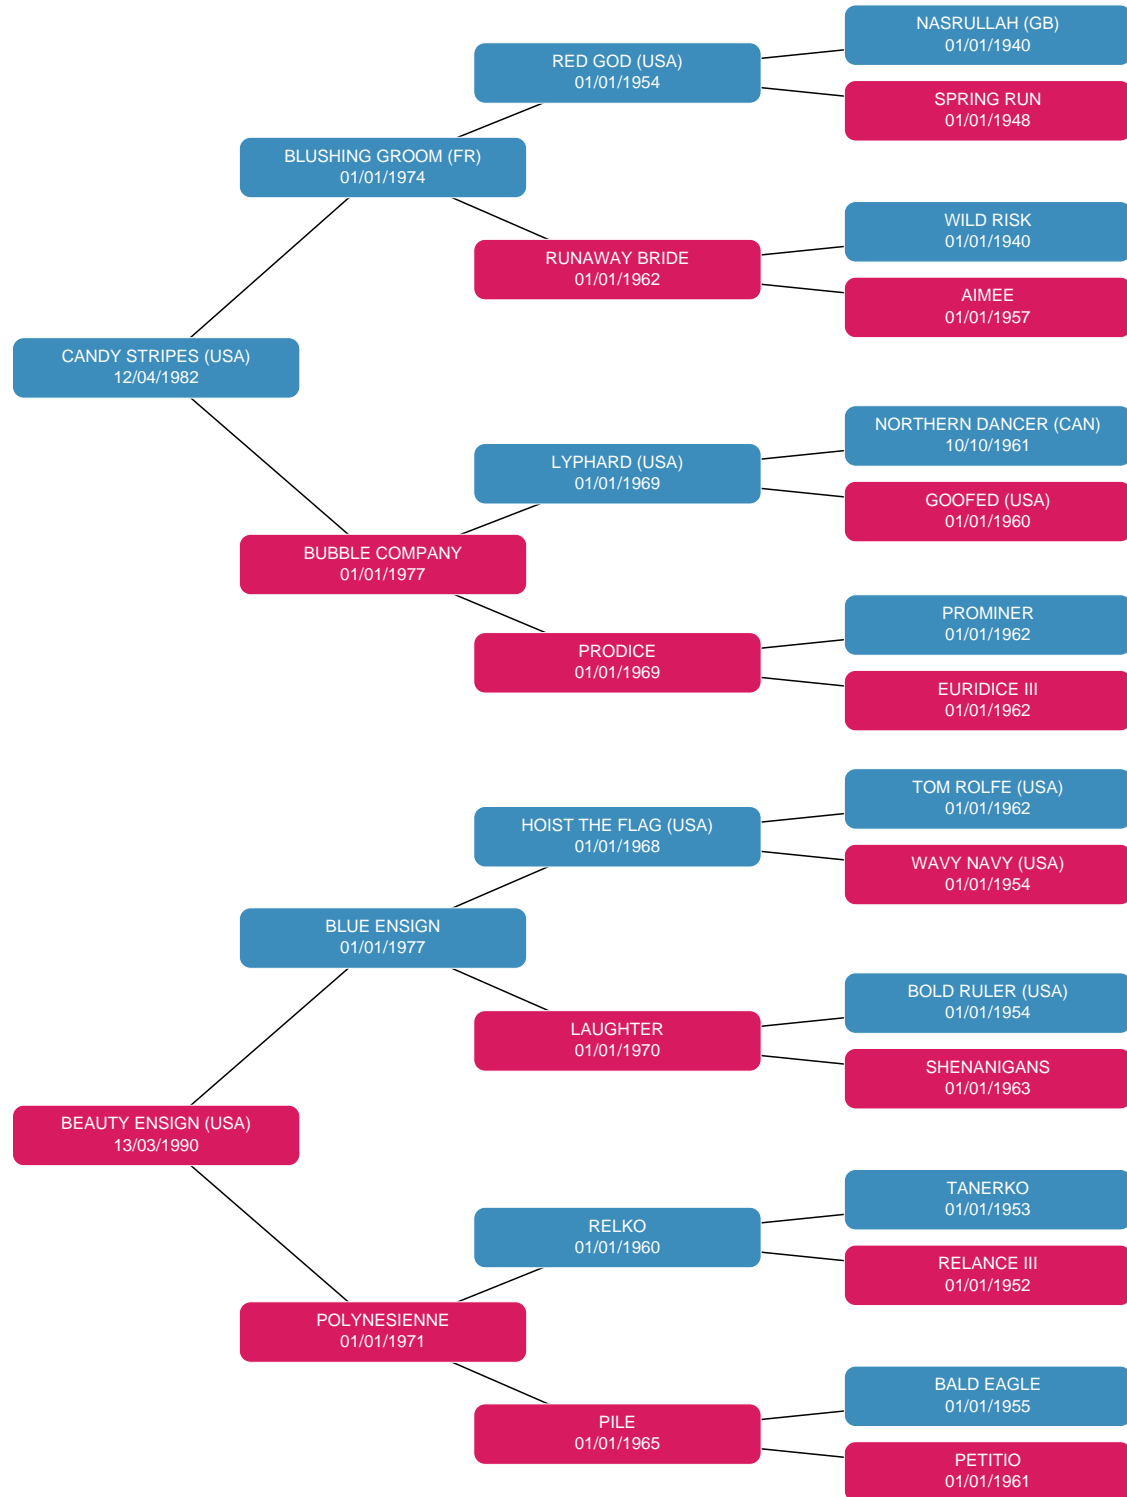 NASRULLAH (GB)
01/01/1940
RED GOD (USA)
01/01/1954
SPRING RUN
01/01/1948
BLUSHING GROOM (FR)
01/01/1974
WILD RISK
01/01/1940
RUNAWAY BRIDE
01/01/1962
AIMEE
01/01/1957
CANDY STRIPES (USA)
12/04/1982
NORTHERN DANCER (CAN)
10/10/1961
LYPHARD (USA)
01/01/1969
GOOFED (USA)
01/01/1960
BUBBLE COMPANY
01/01/1977
PROMINER
01/01/1962
PRODICE
01/01/1969
EURIDICE III
01/01/1962
TOM ROLFE (USA)
01/01/1962
HOIST THE FLAG (USA)
01/01/1968
WAVY NAVY (USA)
01/01/1954
BLUE ENSIGN
01/01/1977
BOLD RULER (USA)
01/01/1954
LAUGHTER
01/01/1970
SHENANIGANS
01/01/1963
BEAUTY ENSIGN (USA)
13/03/1990
TANERKO
01/01/1953
RELKO
01/01/1960
RELANCE III
01/01/1952
POLYNESIENNE
01/01/1971
BALD EAGLE
01/01/1955
PILE
01/01/1965
PETITIO
01/01/1961